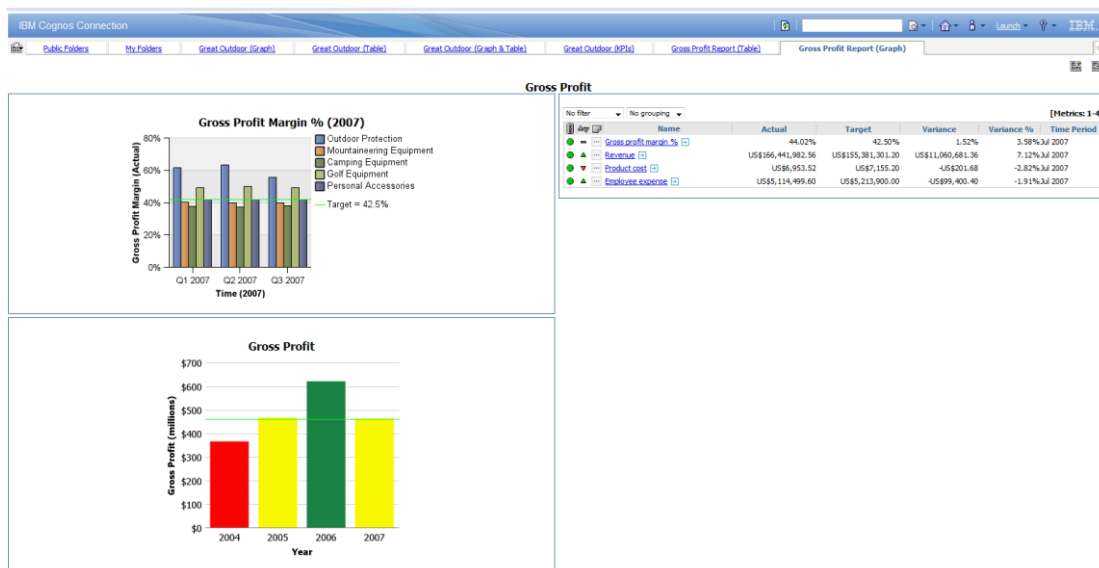 IBM Cognos Connection
Launch
IBM.
Public Folders My Folders Great Outdoor (Graph) Great Outdoor (Table) Great Outdoor (Graph & Table) Great Outdoor (KPIs) Gross Profit Report (Table) Gross Profit Report (Graph)
Gross Profit
Gross Profit Margin % (2007)
Gross Profit Margin (Actual)
80%
60%
40%
20%
0%
Outdoor Protection
Mountaineering Equipment
Camping Equipment
Golf Equipment
Personal Accessories
Target = 42.5%
Q1 2007 Q2 2007 Q3 2007
Time (2007)
No filter No grouping [Metrics: 1-4
Name Actual Target Variance Variance % Time Period
Gross profit margin % 44.02% 42.50% 1.52% 3.58% Jul 2007
Revenue US$166,441,982.56 US$155,381,301.20 US$11,060,681.36 7.12% Jul 2007
Product cost US$6,953.52 US$7,155.20 -US$201.68 -2.82% Jul 2007
Employee expense US$5,114,499.60 US$5,213,900.00 -US$99,400.40 -1.91% Jul 2007
Gross Profit
Gross Profit (millions)
$700
$600
$500
$400
$300
$200
$100
$0
2004 2005 2006 2007
Year